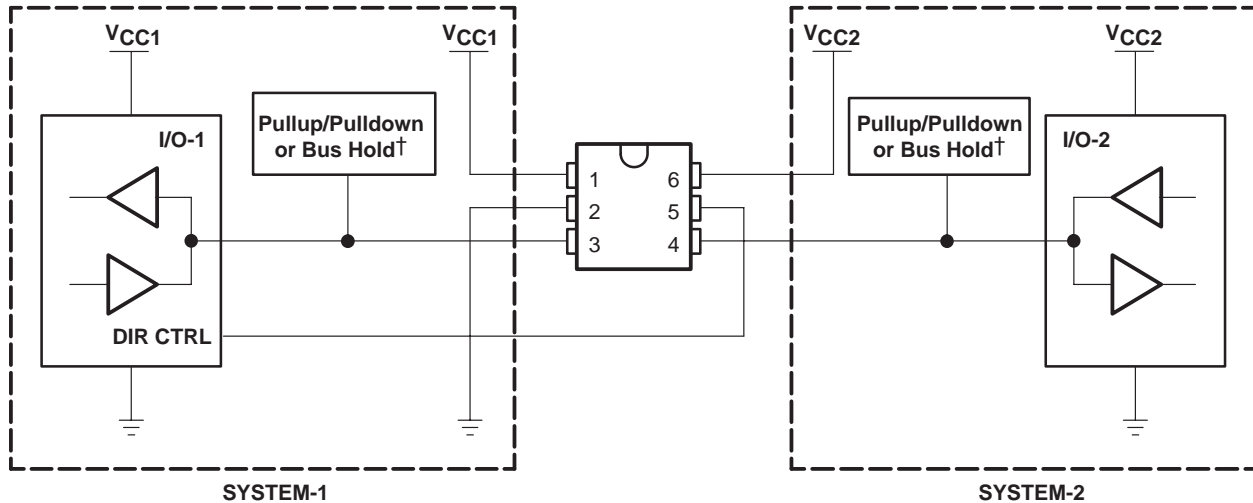 VCC1
VCC1
VCC2
VCC2
Pullup/Pulldown
or Bus Hold†
Pullup/Pulldown
or Bus Hold†
I/O-1
I/O-2
1
6
2
5
3
4
DIR CTRL
SYSTEM-1
SYSTEM-2